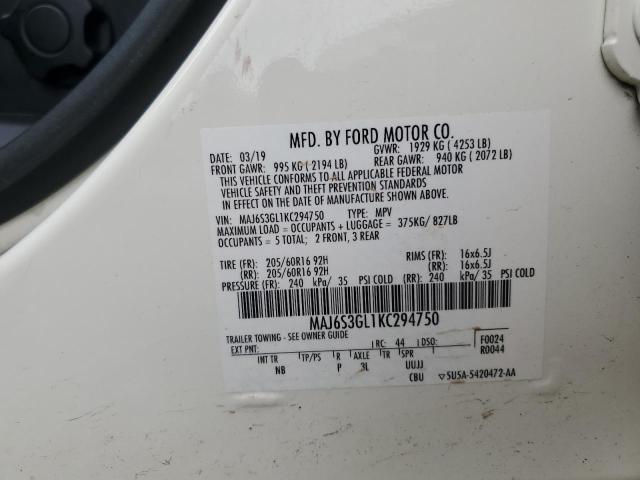 MFD. BY FORD MOTOR CO.
DATE: 03/19 GVWR: 1929 KG ( 4253 LB)
FRONT GAWR: 995 KG ( 2194 LB) REAR GAWR: 940 KG ( 2072 LB)
THIS VEHICLE CONFORMS TO ALL APPLICABLE FEDERAL MOTOR
VEHICLE SAFETY AND THEFT PREVENTION STANDARDS
IN EFFECT ON THE DATE OF MANUFACTURE SHOWN ABOVE.
VIN: MAJ6S3GL1KC294750 TYPE: MPV
MAXIMUM LOAD = OCCUPANTS + LUGGAGE = 375KG/ 827LB
OCCUPANTS = 5 TOTAL; 2 FRONT, 3 REAR
TIRE (FR): 205/60R16 92H RIMS (FR): 16x6.5J
(RR): 205/60R16 92H (RR): 16x6.5J
PRESSURE (FR): 240 kPa/ 35 PSI COLD (RR): 240 kPa/ 35 PSI COLD
MAJ6S3GL1KC294750
TRAILER TOWING - SEE OWNER GUIDE
EXT PNT: RC: 44 DSO: F0024
R0044
INT TR TP/PS R AXLE TR SPR
NB P 3L UUJJ
CBU 5U5A-5420472-AA